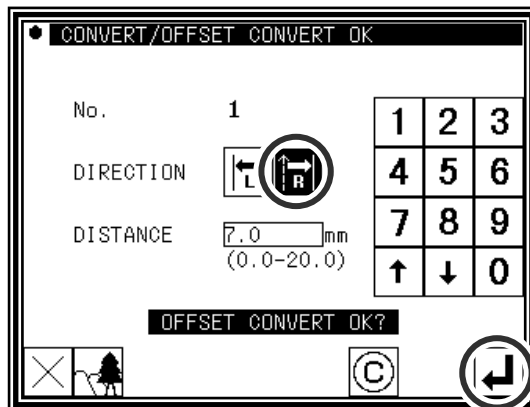 CONVERT/OFFSET CONVERT OK
No. 1
1 2 3
DIRECTION L R
4 5 6
DISTANCE 7.0 mm
7 8 9
(0.0-20.0)
↑ ↓ 0
OFFSET CONVERT OK?
C